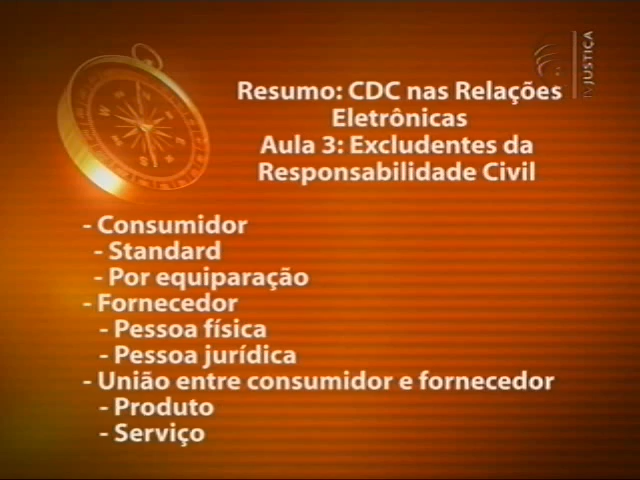 Resumo: CDC nas Relações
Eletrônicas
Aula 3: Excludentes da
Responsabilidade Civil
- Consumidor
- Standard
- Por equiparação
- Fornecedor
- Pessoa física
- Pessoa jurídica
- União entre consumidor e fornecedor
- Produto
- Serviço
TV JUSTIÇA